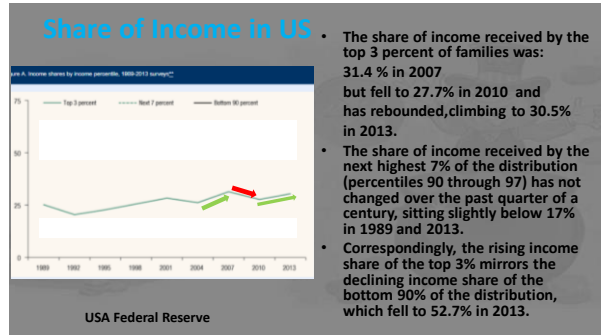 Share of Income in US
ure A. Income shares by income percentile, 1989-2013 surveys
Top 3 percent Next 7 percent Bottom 90 percent
75
50
25
0
1989 1992 1995 1998 2001 2004 2007 2010 2013
USA Federal Reserve
• The share of income received by the
top 3 percent of families was:
31.4 % in 2007
but fell to 27.7% in 2010 and
has rebounded,climbing to 30.5%
in 2013.
• The share of income received by the
next highest 7% of the distribution
(percentiles 90 through 97) has not
changed over the past quarter of a
century, sitting slightly below 17%
in 1989 and 2013.
• Correspondingly, the rising income
share of the top 3% mirrors the
declining income share of the
bottom 90% of the distribution,
which fell to 52.7% in 2013.